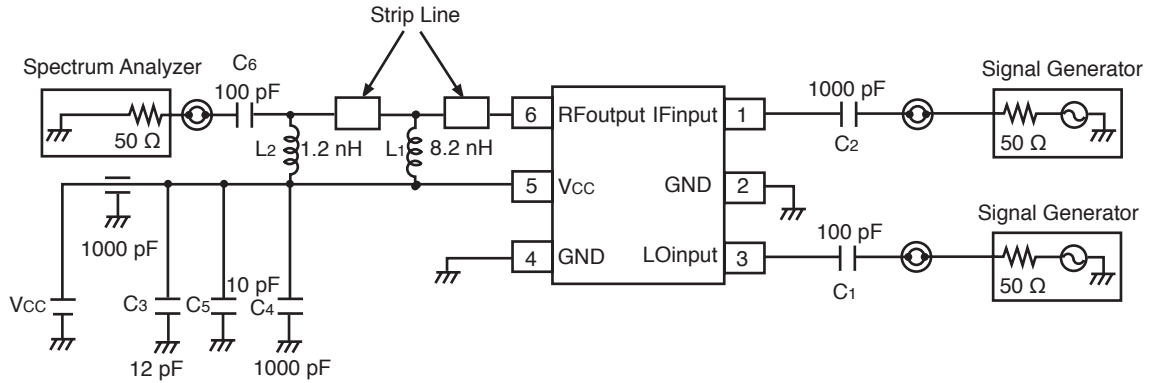 Strip Line
Spectrum Analyzer
C6
100 pF
Signal Generator
1000 pF
50 Ω
L2
1.2 nH
L1
8.2 nH
6
RFoutput
IFinput
1
C2
50 Ω
5
VCC
GND
2
1000 pF
Signal Generator
100 pF
4
GND
LOinput
3
C1
50 Ω
VCC
C3
C5
10 pF
C4
12 pF
1000 pF